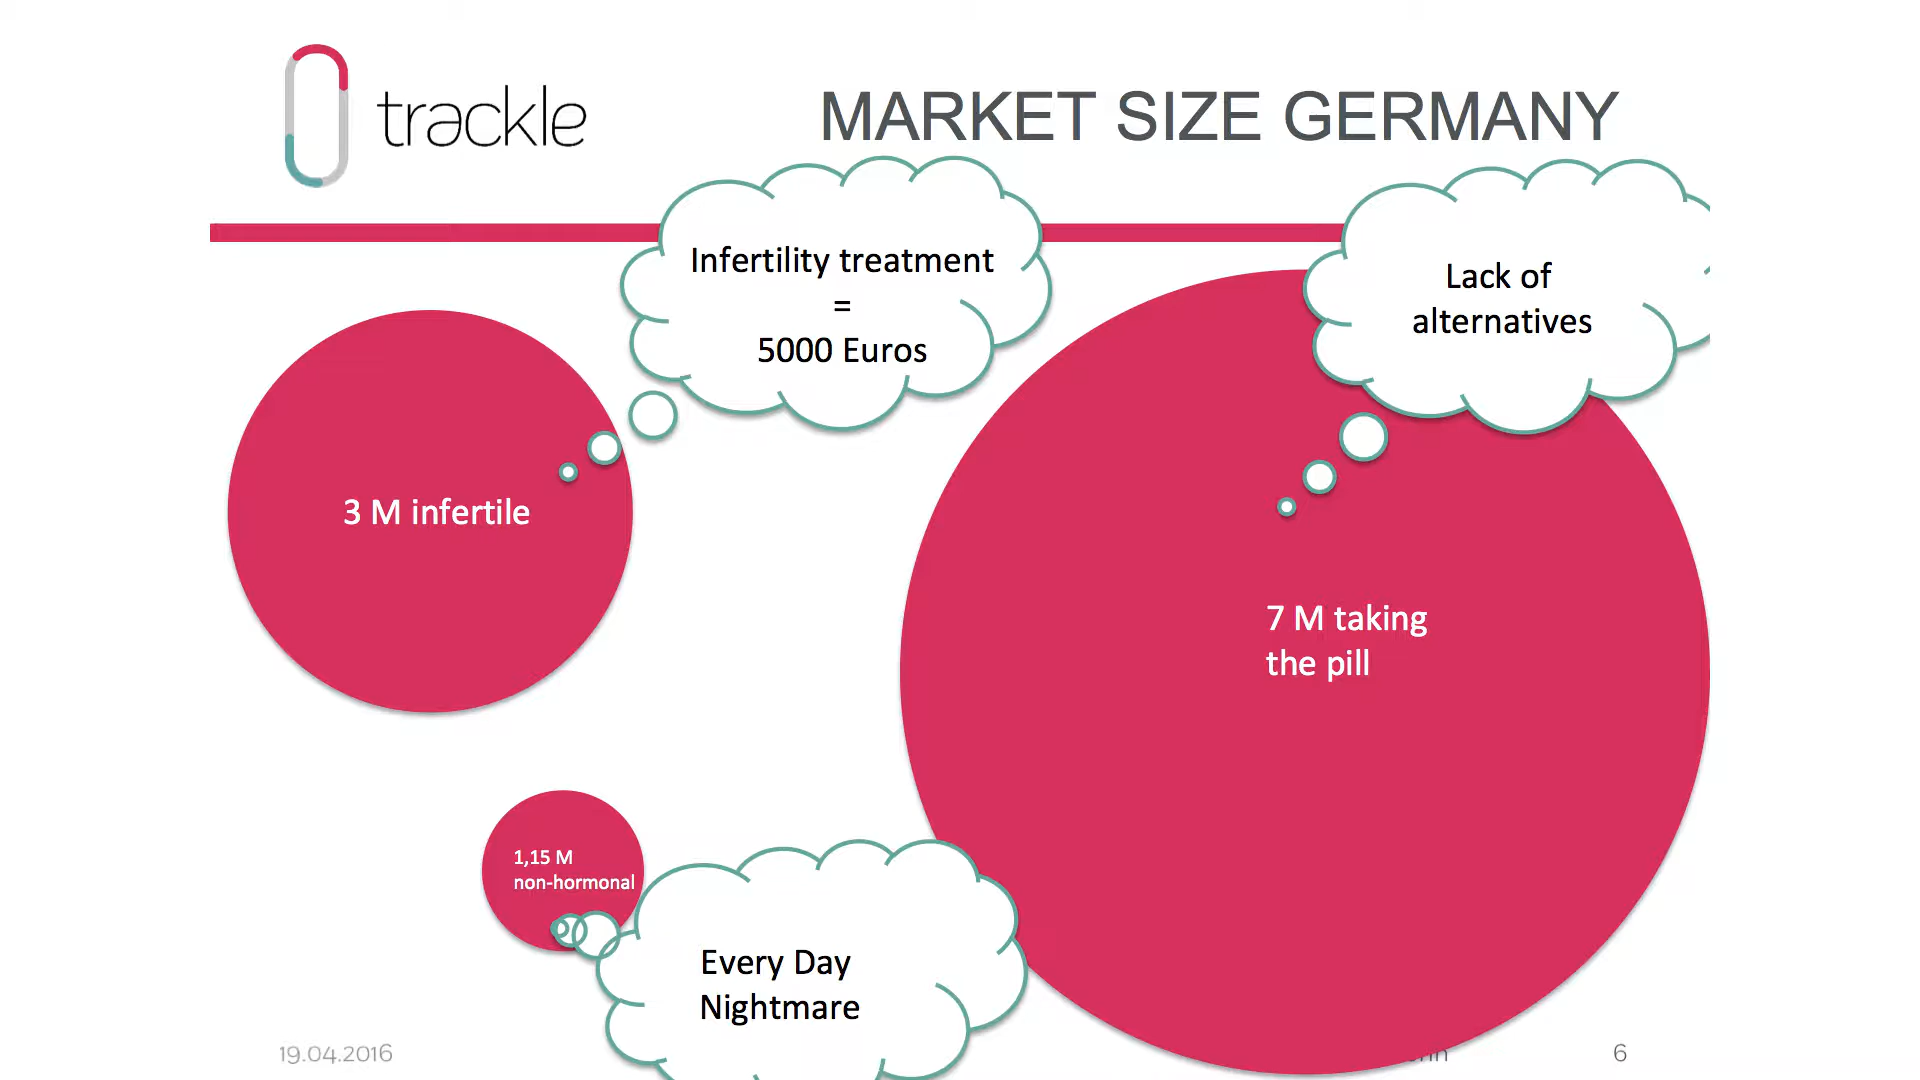 trackle
MARKET SIZE GERMANY
Infertility treatment
=
5000 Euros
Lack of
alternatives
3 M infertile
7 M taking
the pill
1,15 M
non-hormonal
Every Day
Nightmare
19.04.2016
6